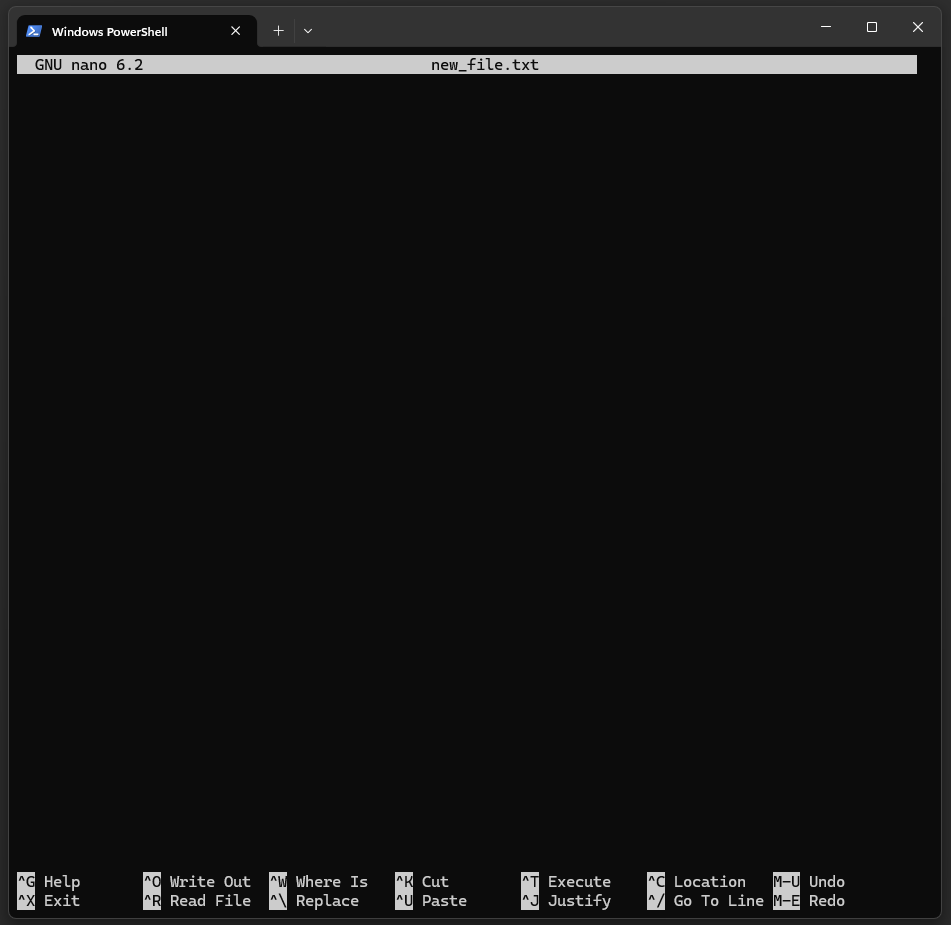 Windows PowerShell
GNU nano 6.2 new_file.txt
^G Help ^O Write Out ^W Where Is ^K Cut ^T Execute ^C Location M-U Undo
^X Exit ^R Read File ^\ Replace ^U Paste ^J Justify ^/ Go To Line M-E Redo